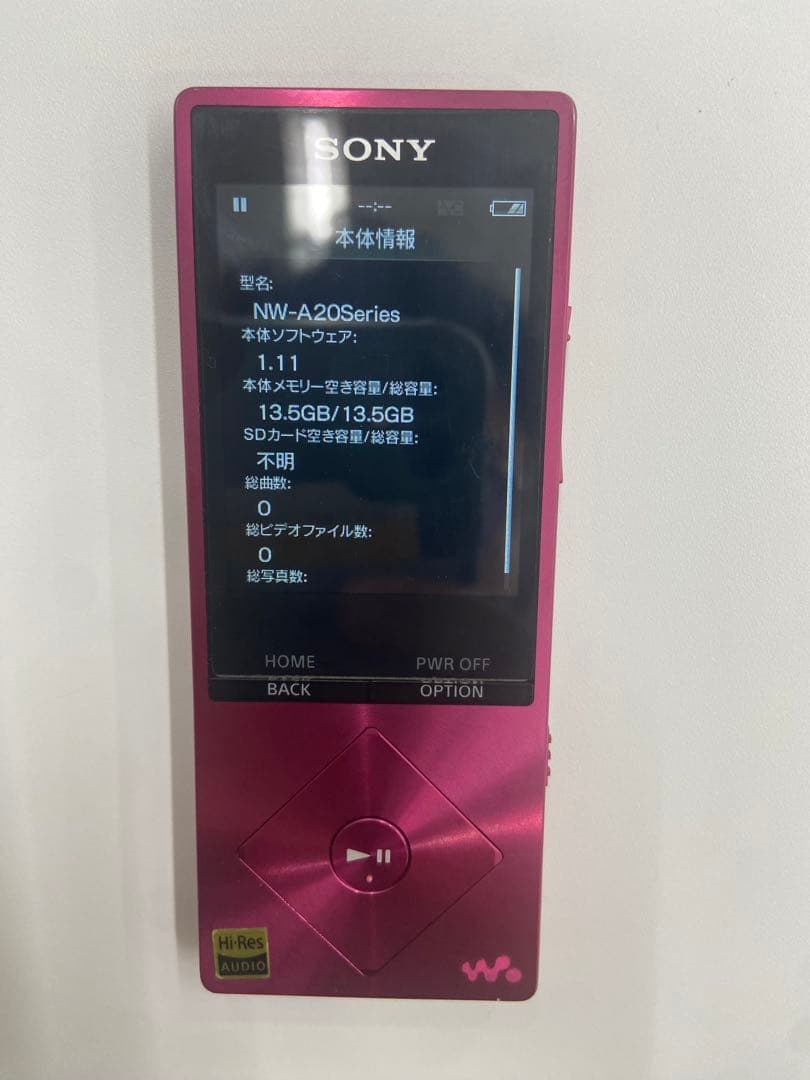 SONY
--:--
本体情報
型名:
NW-A20Series
本体ソフトウェア:
1.11
本体メモリー空き容量/総容量:
13.5GB/13.5GB
SDカード空き容量/総容量:
不明
総曲数:
0
総ビデオファイル数:
0
総写真数:
HOME PWR OFF
BACK OPTION
Hi-Res
AUDIO